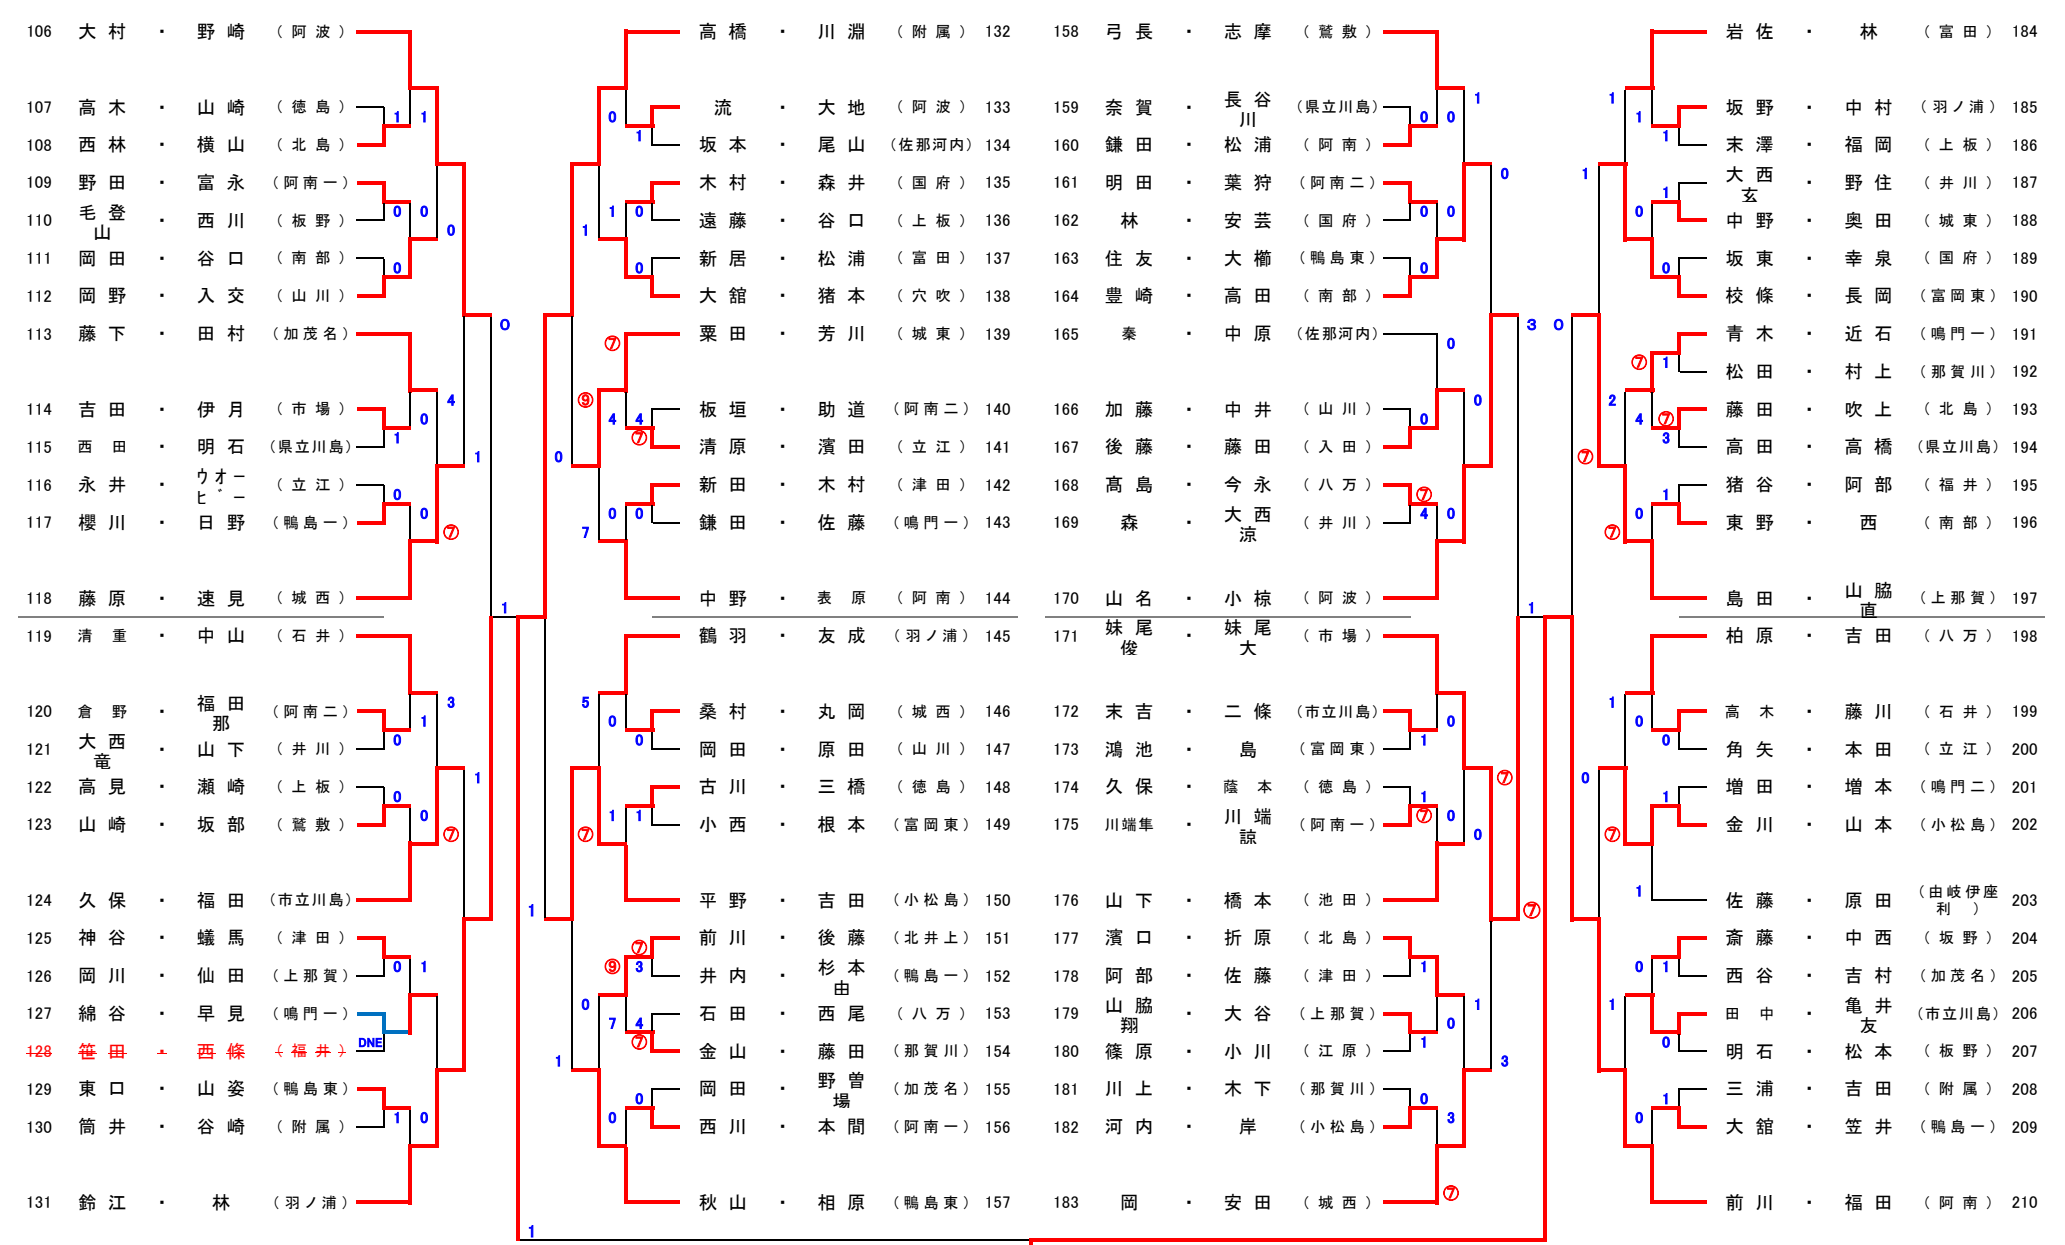 106 大村 ・ 野崎 （阿波）
107 高木 ・ 山崎 （徳島）
108 西林 ・ 横山 （北島）
109 野田 ・ 富永 （阿南一）
110 毛登山 ・ 西川 （板野）
111 岡田 ・ 谷口 （南部）
112 岡野 ・ 入交 （山川）
113 藤下 ・ 田村 （加茂名）
114 吉田 ・ 伊月 （市場）
115 西田 ・ 明石 （県立川島）
116 永井 ・ ウオービー （立江）
117 櫻川 ・ 日野 （鴨島一）
118 藤原 ・ 速見 （城西）
119 清重 ・ 中山 （石井）
120 倉野 ・ 福田那 （阿南二）
121 大西竜 ・ 山下 （井川）
122 高見 ・ 瀬崎 （上板）
123 山崎 ・ 坂部 （鷲敷）
124 久保 ・ 福田 （市立川島）
125 神谷 ・ 蟻馬 （津田）
126 岡川 ・ 仙田 （上那賀）
127 綿谷 ・ 早見 （鳴門一）
128 笹田 ・ 西條 （福井）
DNE
129 東口 ・ 山姿 （鴨島東）
130 筒井 ・ 谷崎 （附属）
131 鈴江 ・ 林 （羽ノ浦）
高橋 ・ 川淵 （附属） 132
流 ・ 大地 （阿波） 133
坂本 ・ 尾山 （佐那河内） 134
木村 ・ 森井 （国府） 135
遠藤 ・ 谷口 （上板） 136
新居 ・ 松浦 （富田） 137
大舘 ・ 猪本 （穴吹） 138
粟田 ・ 芳川 （城東） 139
板垣 ・ 助道 （阿南二） 140
清原 ・ 濱田 （立江） 141
新田 ・ 木村 （津田） 142
鎌田 ・ 佐藤 （鳴門一） 143
中野 ・ 表原 （阿南） 144
鶴羽 ・ 友成 （羽ノ浦） 145
桑村 ・ 丸岡 （城西） 146
岡田 ・ 原田 （山川） 147
古川 ・ 三橋 （徳島） 148
小西 ・ 根本 （富岡東） 149
平野 ・ 吉田 （小松島） 150
前川 ・ 後藤 （北井上） 151
井内 ・ 杉本由 （鴨島一） 152
石田 ・ 西尾 （八万） 153
金山 ・ 藤田 （那賀川） 154
岡田 ・ 野曽場 （加茂名） 155
西川 ・ 本間 （阿南一） 156
秋山 ・ 相原 （鴨島東） 157
158 弓長 ・ 志摩 （鷲敷）
159 奈賀 ・ 長谷川 （県立川島）
160 鎌田 ・ 松浦 （阿南）
161 明田 ・ 葉狩 （阿南二）
162 林 ・ 安芸 （国府）
163 住友 ・ 大櫛 （鴨島東）
164 豊崎 ・ 高田 （南部）
165 秦 ・ 中原 （佐那河内）
166 加藤 ・ 中井 （山川）
167 後藤 ・ 藤田 （入田）
168 髙島 ・ 今永 （八万）
169 森 ・ 大西涼 （井川）
170 山名 ・ 小椋 （阿波）
171 妹尾俊 ・ 妹尾大 （市場）
172 末吉 ・ 二條 （市立川島）
173 鴻池 ・ 島 （富岡東）
174 久保 ・ 蔭本 （徳島）
175 川端隼 ・ 川端諒 （阿南一）
176 山下 ・ 橋本 （池田）
177 濱口 ・ 折原 （北島）
178 阿部 ・ 佐藤 （津田）
179 山脇翔 ・ 大谷 （上那賀）
180 篠原 ・ 小川 （江原）
181 川上 ・ 木下 （那賀川）
182 河内 ・ 岸 （小松島）
183 岡 ・ 安田 （城西）
岩佐 ・ 林 （富田） 184
坂野 ・ 中村 （羽ノ浦） 185
末澤 ・ 福岡 （上板） 186
大西玄 ・ 野住 （井川） 187
中野 ・ 奥田 （城東） 188
坂東 ・ 幸泉 （国府） 189
校條 ・ 長岡 （富岡東） 190
青木 ・ 近石 （鳴門一） 191
松田 ・ 村上 （那賀川） 192
藤田 ・ 吹上 （北島） 193
高田 ・ 高橋 （県立川島） 194
猪谷 ・ 阿部 （福井） 195
東野 ・ 西 （南部） 196
島田 ・ 山脇直 （上那賀） 197
柏原 ・ 吉田 （八万） 198
高木 ・ 藤川 （石井） 199
角矢 ・ 本田 （立江） 200
増田 ・ 増本 （鳴門二） 201
金川 ・ 山本 （小松島） 202
佐藤 ・ 原田 （由岐伊座利） 203
斎藤 ・ 中西 （坂野） 204
西谷 ・ 吉村 （加茂名） 205
田中 ・ 亀井友 （市立川島） 206
明石 ・ 松本 （板野） 207
三浦 ・ 吉田 （附属） 208
大舘 ・ 笠井 （鴨島一） 209
前川 ・ 福田 （阿南） 210